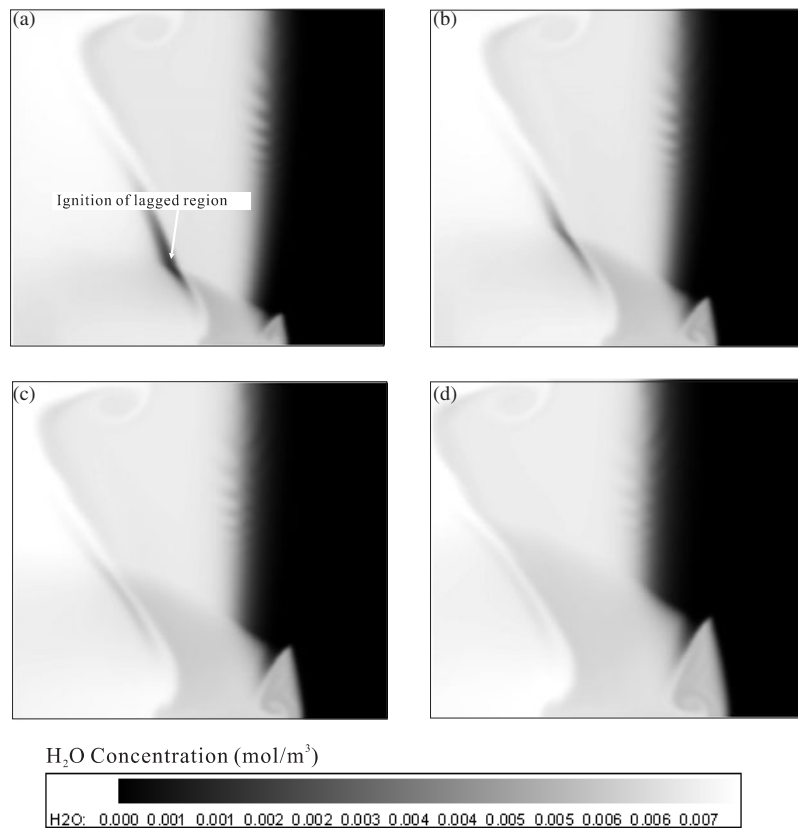 (a)
(b)
Ignition of lagged region
(c)
(d)
H₂O Concentration (mol/m³)
H2O: 0.000 0.001 0.001 0.002 0.002 0.003 0.004 0.004 0.005 0.005 0.006 0.006 0.007